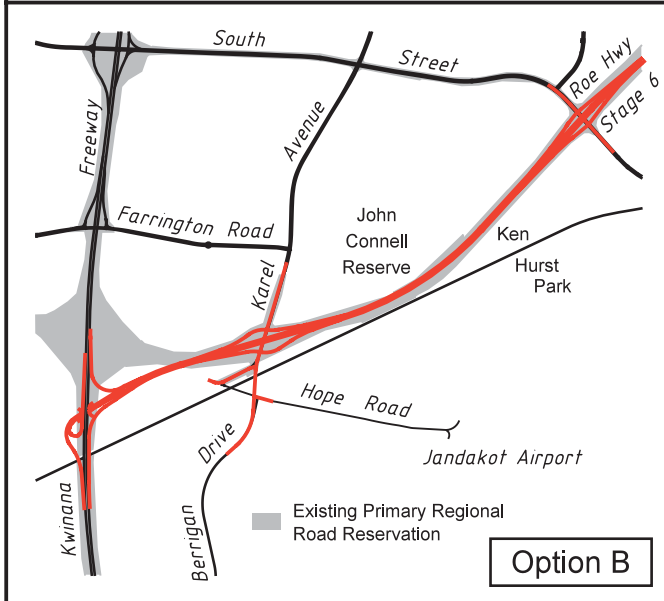 South
Street
Roe Hwy
Stage 6
Avenue
Freeway
Farrington Road
John
Connell
Reserve
Ken
Hurst
Park
Karel
Hope Road
Jandakot Airport
Drive
Kwinana
Berrigan
Existing Primary Regional
Road Reservation
Option B